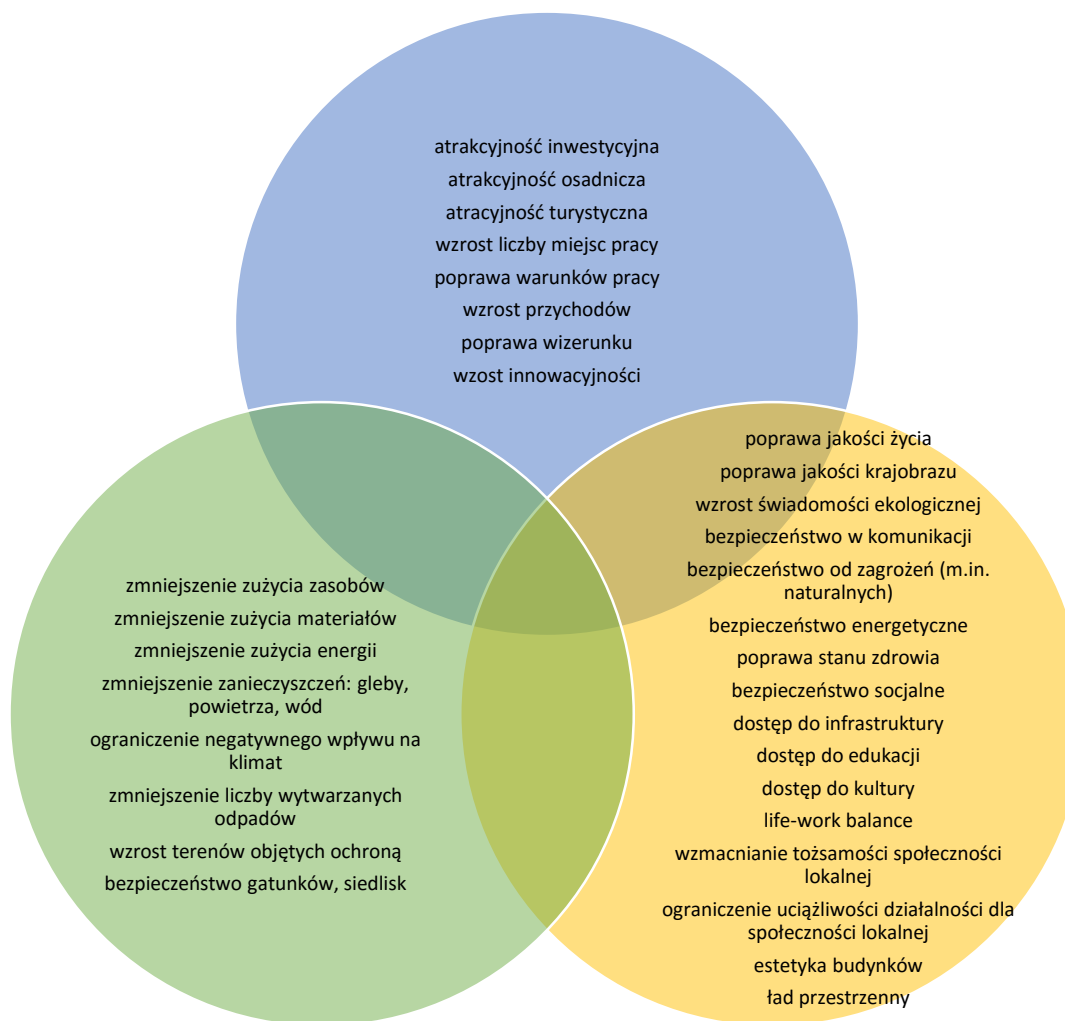 atrakcyjność inwestycyjna
atrakcyjność osadnicza
atracyjność turystyczna
wzrost liczby miejsc pracy
poprawa warunków pracy
wzrost przychodów
poprawa wizerunku
wzost innowacyjności
zmniejszenie zużycia zasobów
zmniejszenie zużycia materiałów
zmniejszenie zużycia energii
zmniejszenie zanieczyszczeń: gleby,
powietrza, wód
ograniczenie negatywnego wpływu na
klimat
zmniejszenie liczby wytwarzanych
odpadów
wzrost terenów objętych ochroną
bezpieczeństwo gatunków, siedlisk
poprawa jakości życia
poprawa jakości krajobrazu
wzrost świadomości ekologicznej
bezpieczeństwo w komunikacji
bezpieczeństwo od zagrożeń (m.in.
naturalnych)
bezpieczeństwo energetyczne
poprawa stanu zdrowia
bezpieczeństwo socjalne
dostęp do infrastruktury
dostęp do edukacji
dostęp do kultury
life-work balance
wzmacnianie tożsamości społeczności
lokalnej
ograniczenie uciążliwości działalności dla
społeczności lokalnej
estetyka budynków
ład przestrzenny